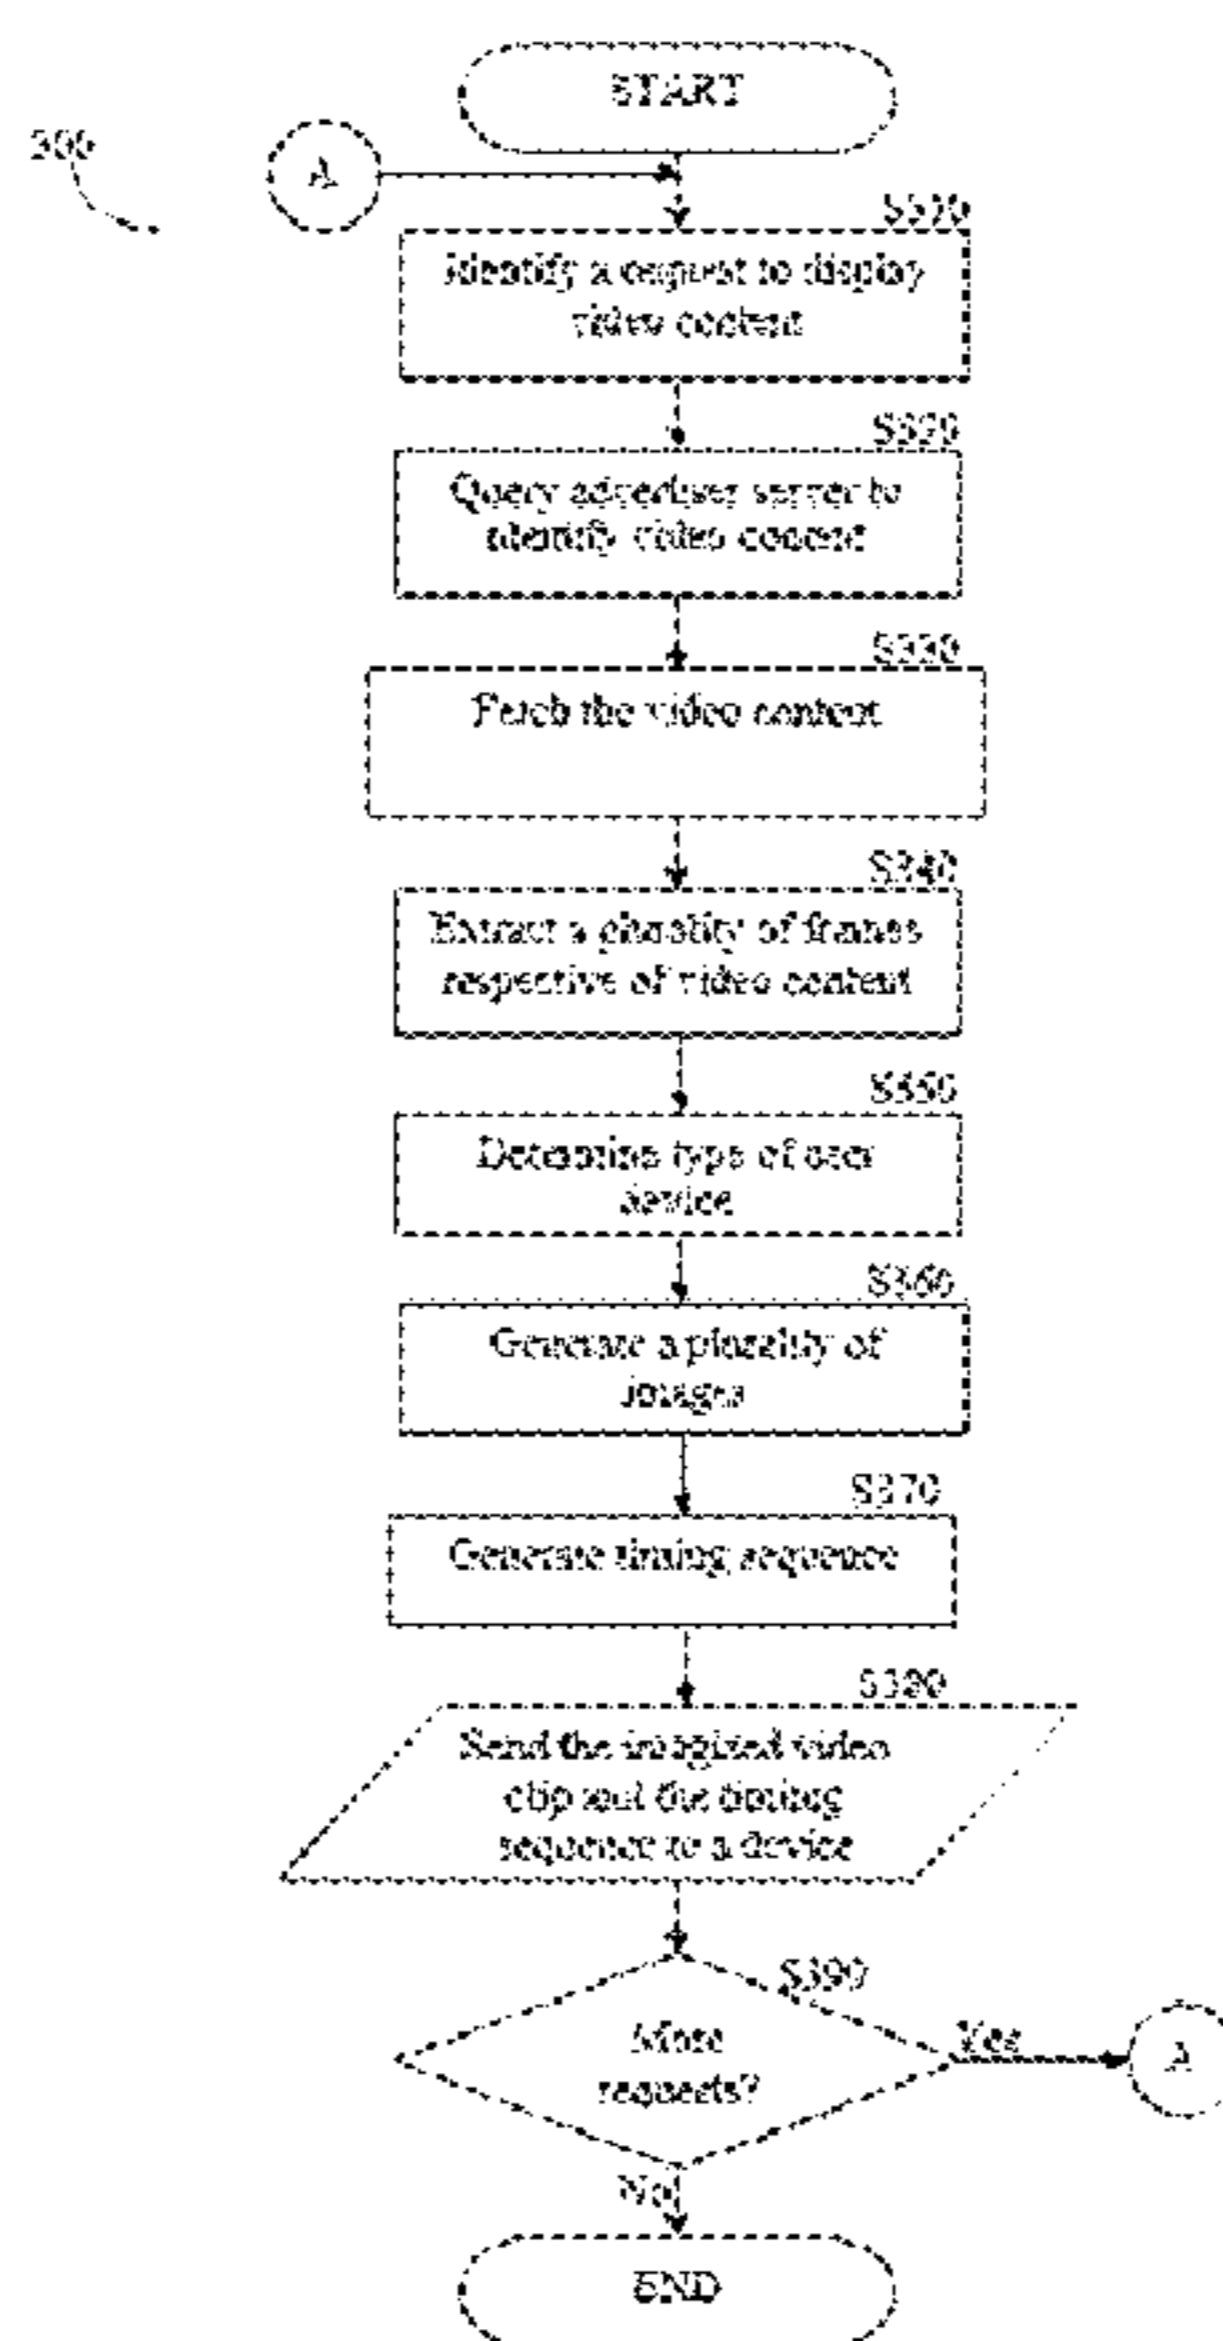 START
300
A
S310
Identify a request to display
video content
S320
Query advertiser server to
identify video content
S330
Fetch the video content
S340
Extract a plurality of frames
respective of video content
S350
Determine type of user
device
S360
Generate a plurality of
images
S370
Generate timing sequence
S380
Send the imagized video
clip and the timing
sequence to a device
S390
More
requests?
Yes
A
No
END